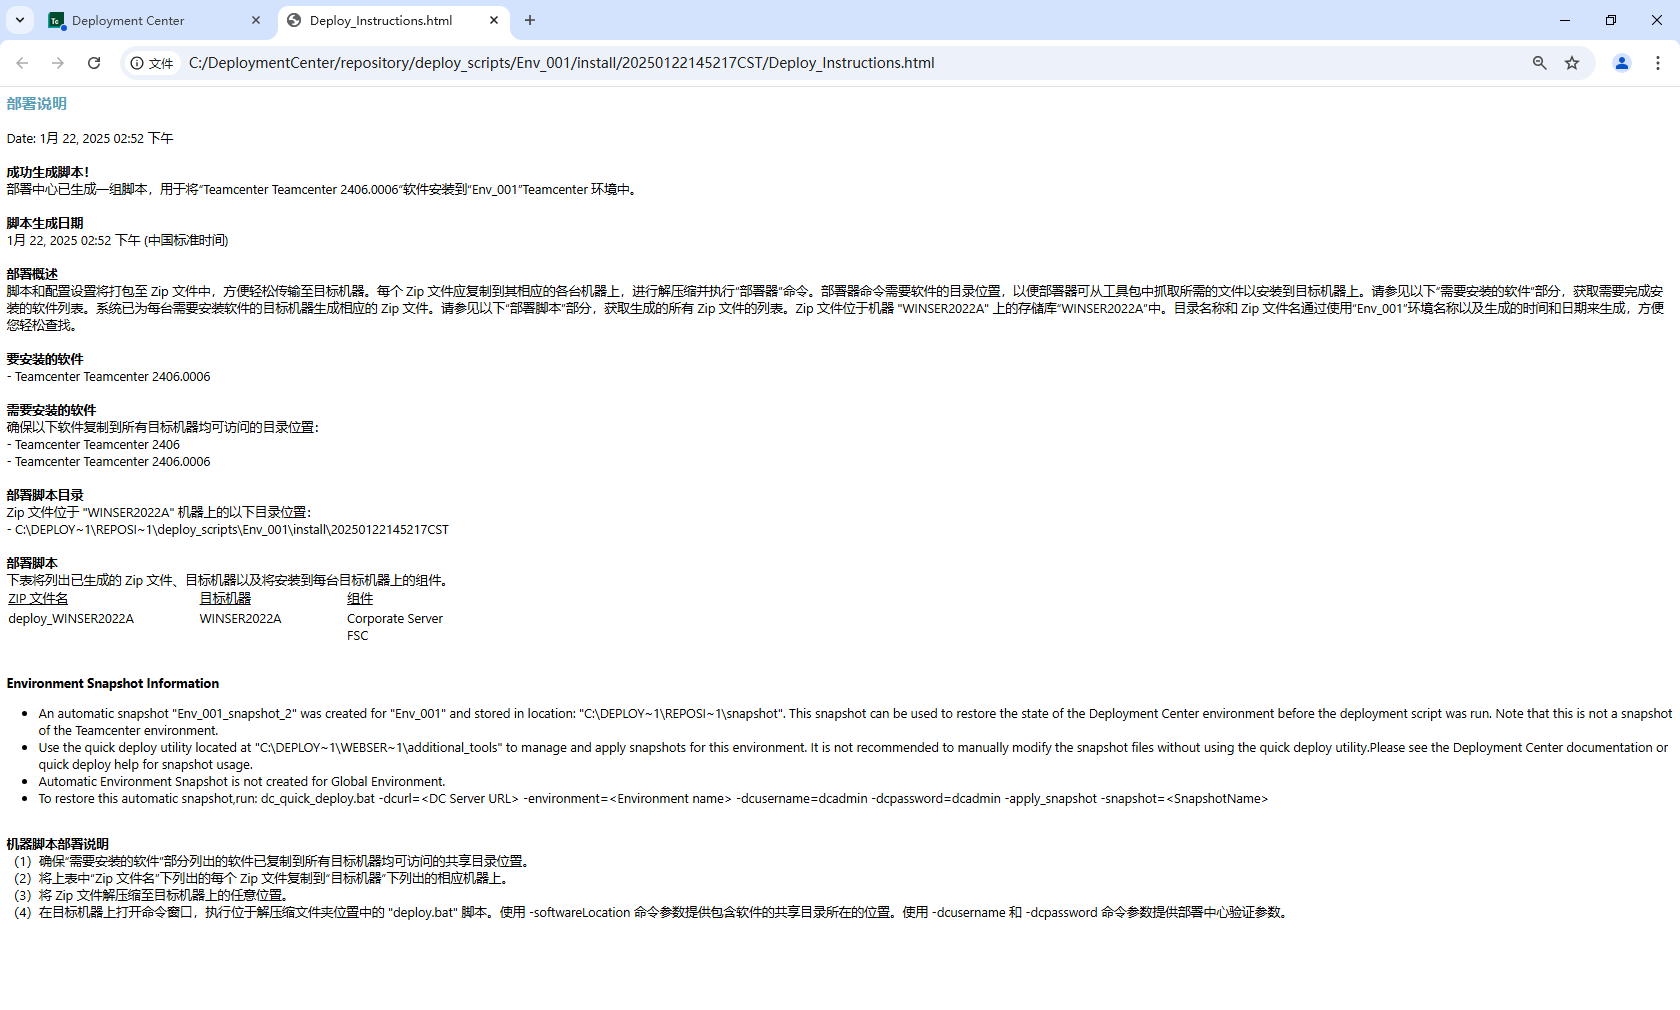 Deployment Center
Deploy_Instructions.html
文件
C:/DeploymentCenter/repository/deploy_scripts/Env_001/install/20250122145217CST/Deploy_Instructions.html
部署说明
Date: 1月 22, 2025 02:52 下午
成功生成脚本！
部署中心已生成一组脚本，用于将“Teamcenter Teamcenter 2406.0006”软件安装到“Env_001”Teamcenter 环境中。
脚本生成日期
1月 22, 2025 02:52 下午 (中国标准时间)
部署概述
脚本和配置设置将打包至 Zip 文件中，方便轻松传输至目标机器。每个 Zip 文件应复制到其相应的各台机器上，进行解压缩并执行“部署器”命令。部署器命令需要软件的目录位置，以便部署器可从工具包中抓取所需的文件以安装到目标机器上。请参见以下“需要安装的软件”部分，获取需要完成安
装的软件列表。系统已为每台需要安装软件的目标机器生成相应的 Zip 文件。请参见以下“部署脚本”部分，获取生成的所有 Zip 文件的列表。Zip 文件位于机器 "WINSER2022A" 上的存储库“WINSER2022A”中。目录名称和 Zip 文件名通过使用“Env_001”环境名称以及生成的时间和日期来生成，方便
您轻松查找。
要安装的软件
- Teamcenter Teamcenter 2406.0006
需要安装的软件
确保以下软件复制到所有目标机器均可访问的目录位置：
- Teamcenter Teamcenter 2406
- Teamcenter Teamcenter 2406.0006
部署脚本目录
Zip 文件位于 "WINSER2022A" 机器上的以下目录位置：
- C:\DEPLOY~1\REPOSI~1\deploy_scripts\Env_001\install\20250122145217CST
部署脚本
下表将列出已生成的 Zip 文件、目标机器以及将安装到每台目标机器上的组件。
ZIP 文件名 目标机器 组件
deploy_WINSER2022A WINSER2022A Corporate Server
FSC
Environment Snapshot Information
• An automatic snapshot "Env_001_snapshot_2" was created for "Env_001" and stored in location: "C:\DEPLOY~1\REPOSI~1\snapshot". This snapshot can be used to restore the state of the Deployment Center environment before the deployment script was run. Note that this is not a snapshot
of the Teamcenter environment.
• Use the quick deploy utility located at "C:\DEPLOY~1\WEBSER~1\additional_tools" to manage and apply snapshots for this environment. It is not recommended to manually modify the snapshot files without using the quick deploy utility.Please see the Deployment Center documentation or
quick deploy help for snapshot usage.
• Automatic Environment Snapshot is not created for Global Environment.
• To restore this automatic snapshot,run: dc_quick_deploy.bat -dcurl=<DC Server URL> -environment=<Environment name> -dcusername=dcadmin -dcpassword=dcadmin -apply_snapshot -snapshot=<SnapshotName>
机器脚本部署说明
（1）确保“需要安装的软件”部分列出的软件已复制到所有目标机器均可访问的共享目录位置。
（2）将上表中“Zip 文件名”下列出的每个 Zip 文件复制到“目标机器”下列出的相应机器上。
（3）将 Zip 文件解压缩至目标机器上的任意位置。
（4）在目标机器上打开命令窗口，执行位于解压缩文件夹位置中的 "deploy.bat" 脚本。使用 -softwareLocation 命令参数提供包含软件的共享目录所在的位置。使用 -dcusername 和 -dcpassword 命令参数提供部署中心验证参数。